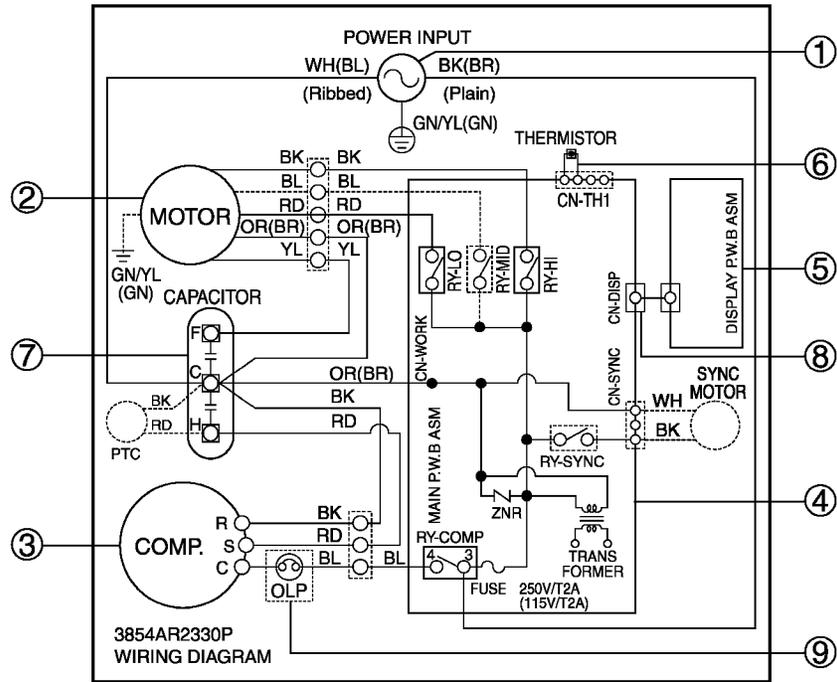 POWER INPUT
1
WH(BL)
BK(BR)
(Ribbed)
(Plain)
GN/YL(GN)
THERMISTOR
6
CN-TH1
2
MOTOR
BK
BK
BL
BL
RD
RD
OR(BR)
OR(BR)
YL
YL
GN/YL
(GN)
RY-LO
RY-MID
RY-HI
CN-DISP
DISPLAY P.W.B ASM
5
CAPACITOR
F
7
C
H
CN-WORK
8
CN-SYNC
SYNC
MOTOR
WH
BK
OR(BR)
BK
RD
BK
RD
PTC
MAIN P.W.B ASM
RY-SYNC
ZNR
4
TRANS
FORMER
3
COMP.
R
S
C
BK
RD
BL
BL
OLP
RY-COMP
4
3
FUSE
250V/T2A
(115V/T2A)
9
3854AR2330P
WIRING DIAGRAM